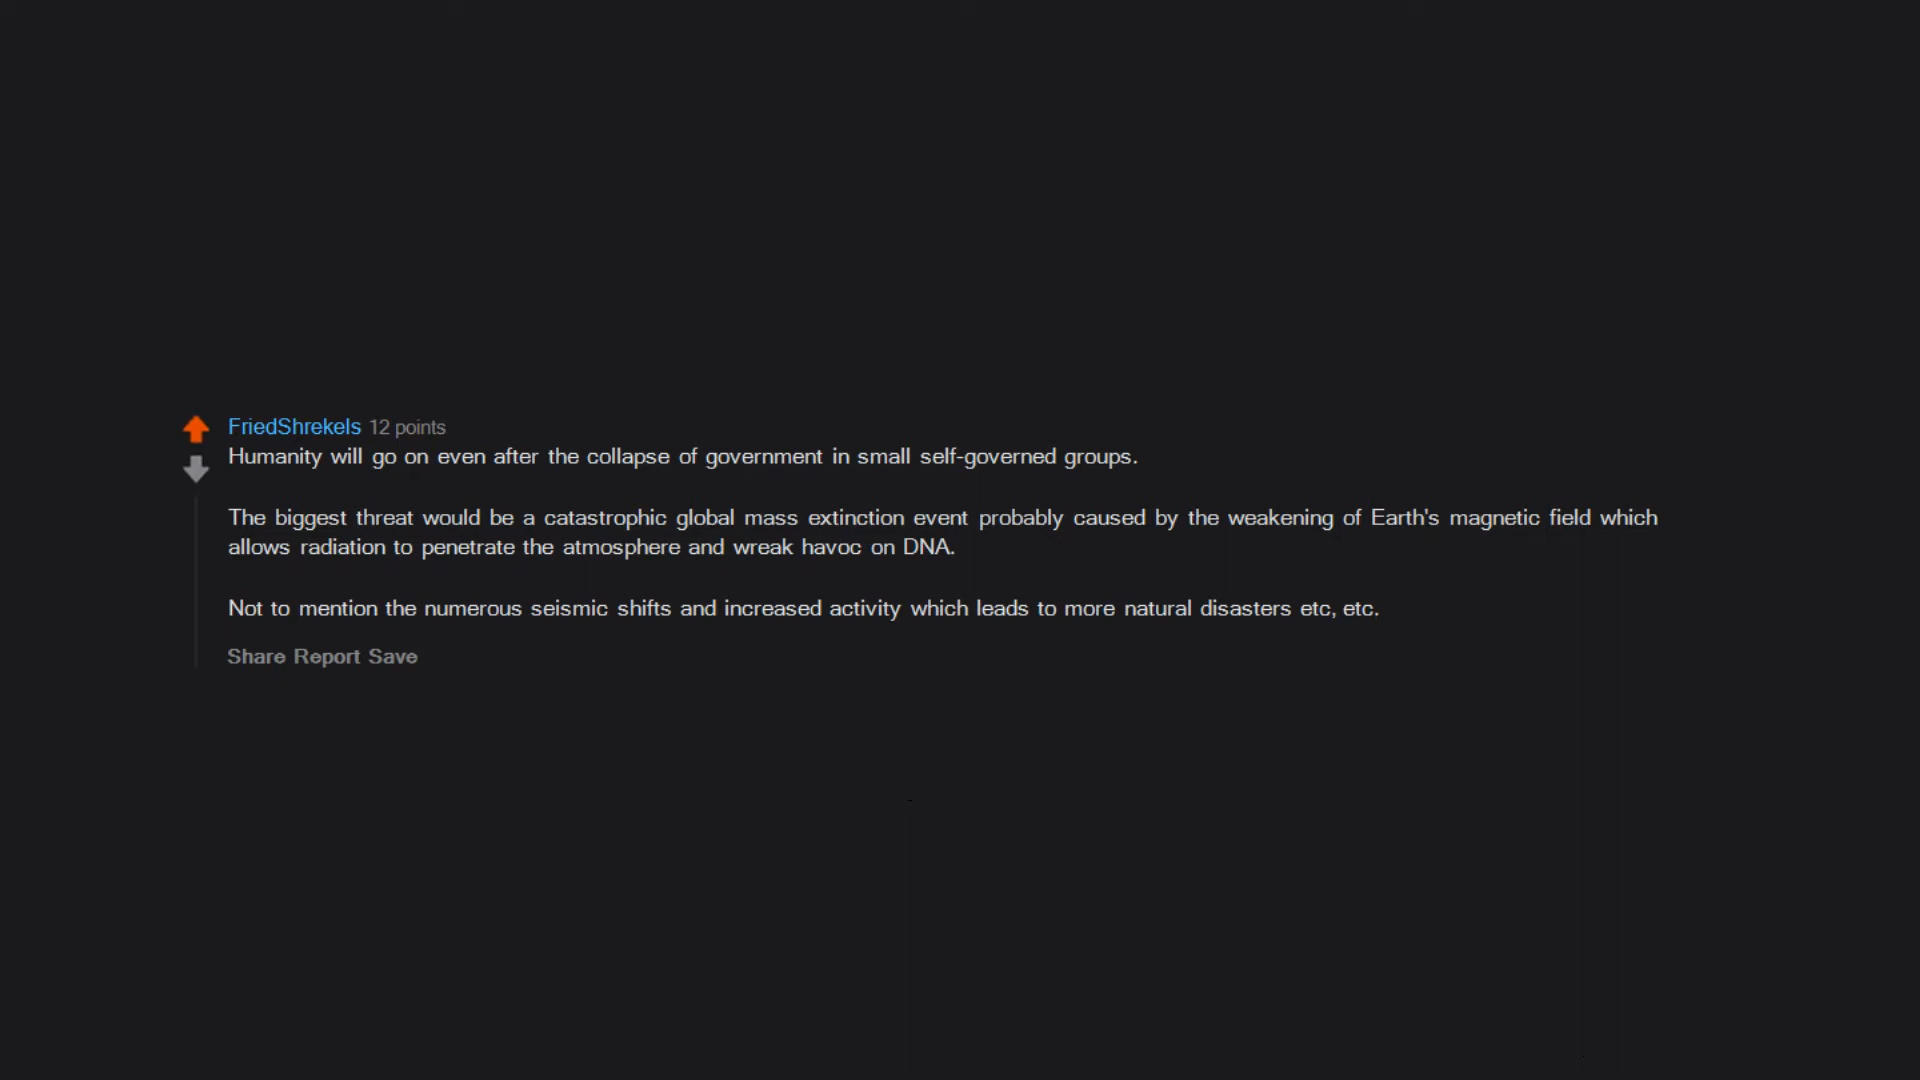 FriedShrekels 12 points
Humanity will go on even after the collapse of government in small self-governed groups.
The biggest threat would be a catastrophic global mass extinction event probably caused by the weakening of Earth's magnetic field which
allows radiation to penetrate the atmosphere and wreak havoc on DNA.
Not to mention the numerous seismic shifts and increased activity which leads to more natural disasters etc, etc.
Share Report Save